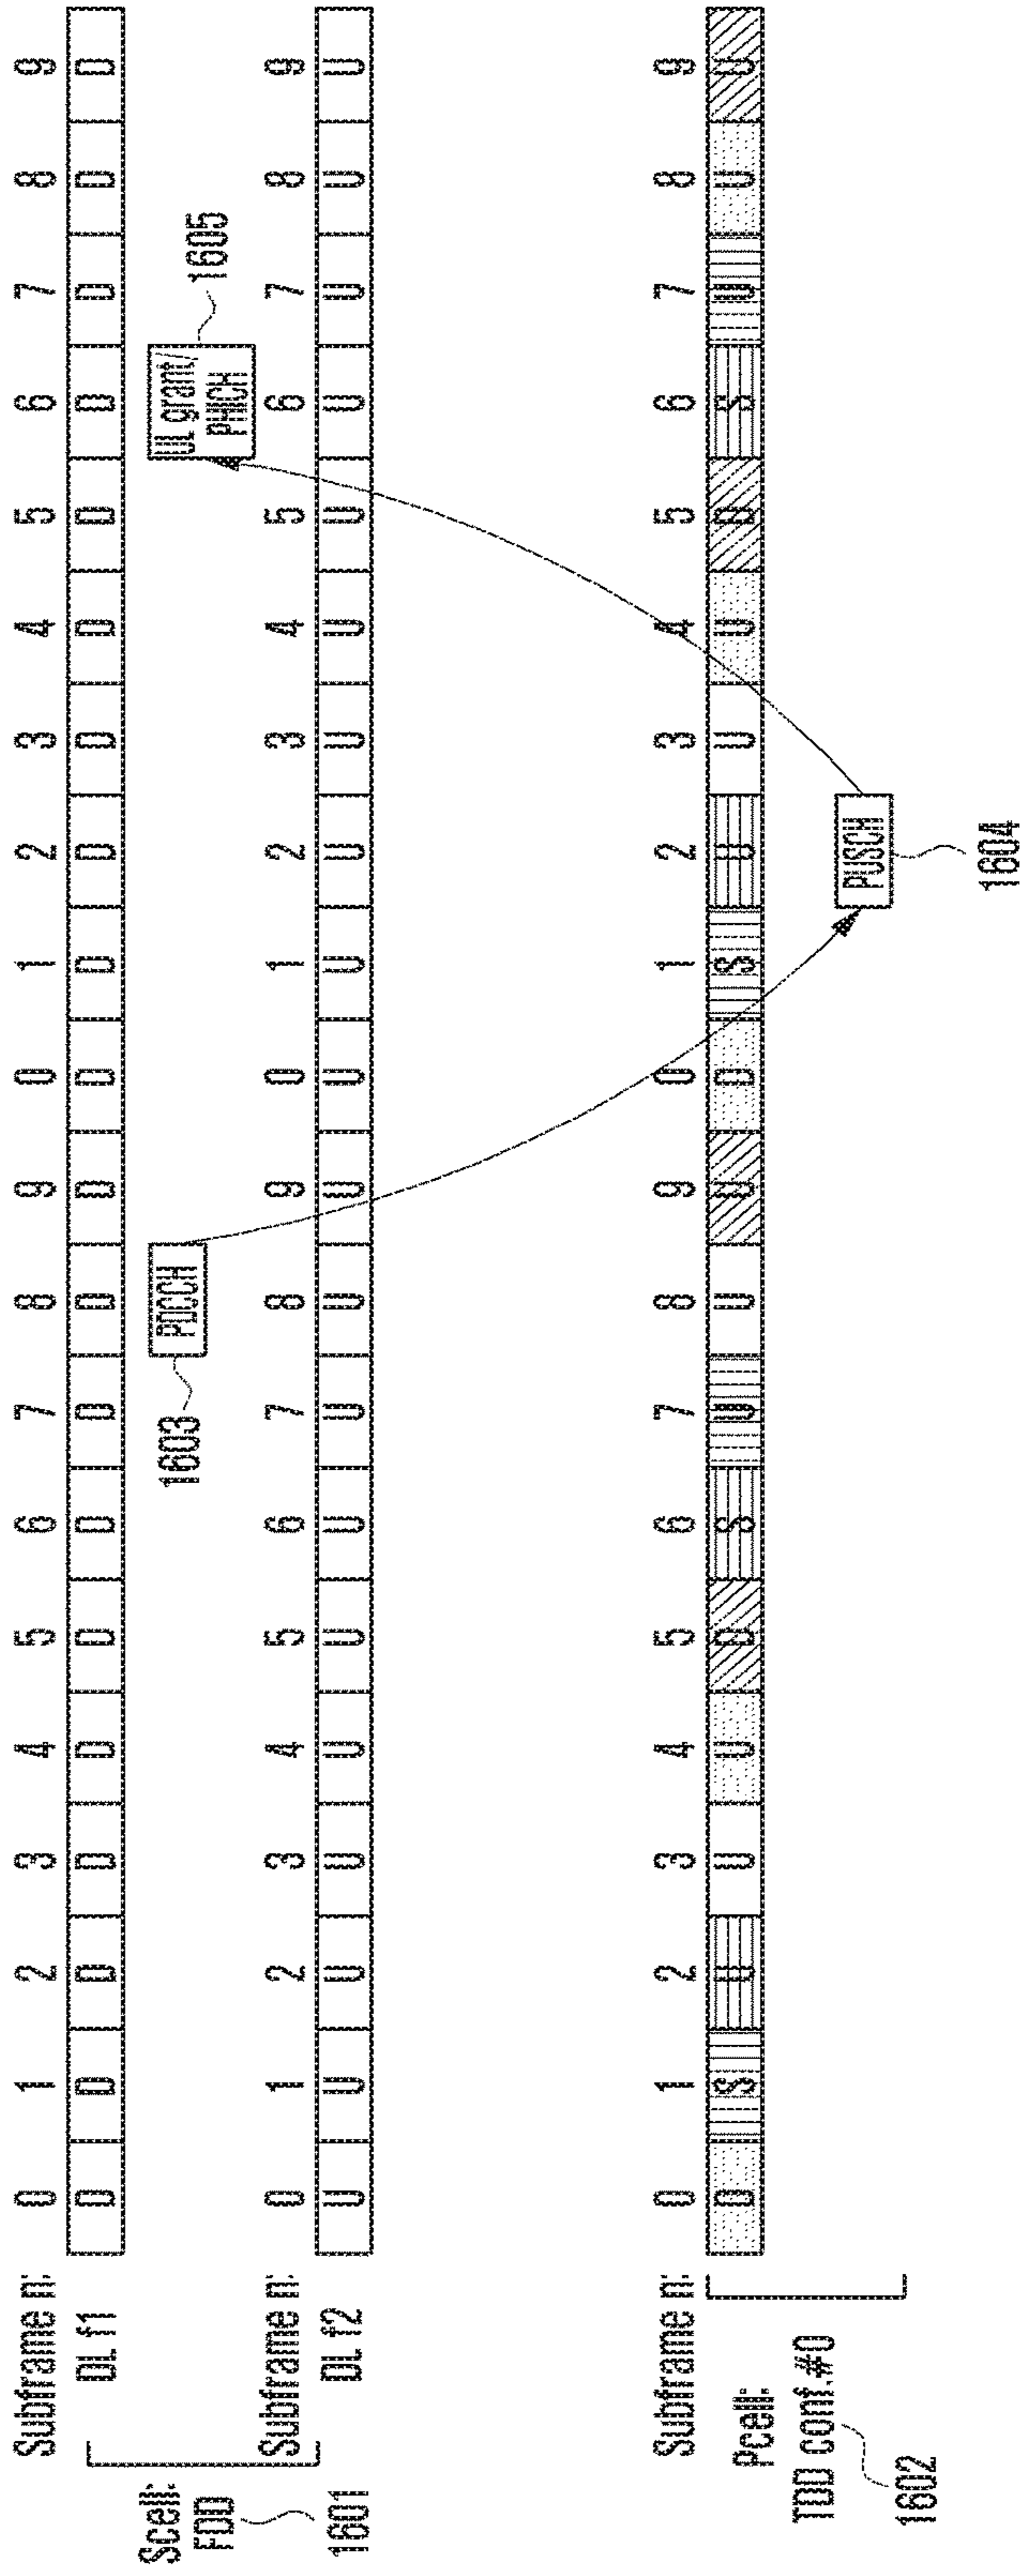 Subframe n: 0 1 2 3 4 5 6 7 8 9 0 1 2 3 4 5 6 7 8 9
DL f1 D D D D D D D D D D D D D D D D D D D D
Scell:
FDD
1601
1603
PDCCH
UL grant/
PHICH
1605
Subframe n: 0 1 2 3 4 5 6 7 8 9 0 1 2 3 4 5 6 7 8 9
DL f2 U U U U U U U U U U U U U U U U U U U U
Subframe n: 0 1 2 3 4 5 6 7 8 9 0 1 2 3 4 5 6 7 8 9
D S U U U D S U U U D S U U U D S U U U
Pcell:
TDD conf.#0
1602
PUSCH
1604